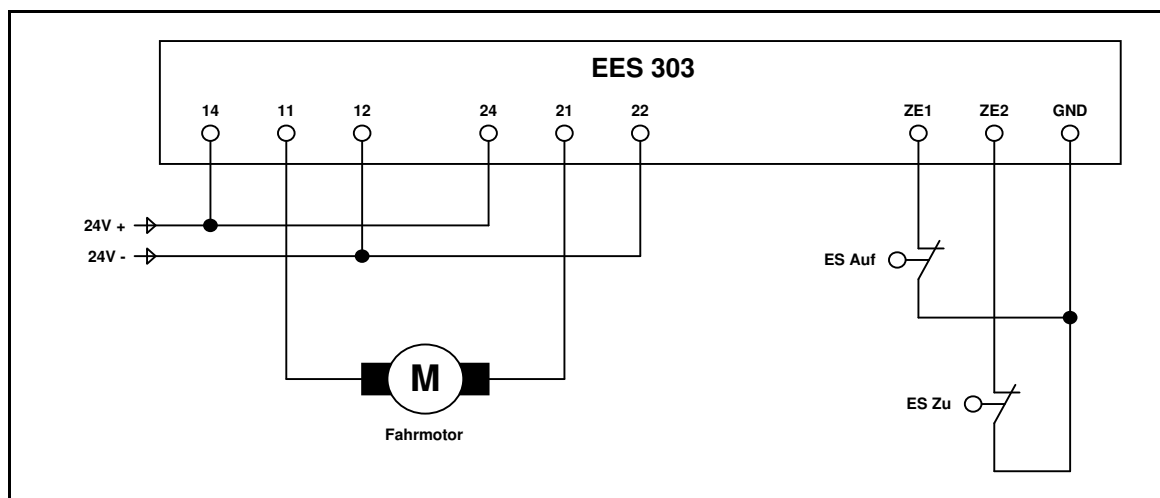 EES 303
14 11 12 24 21 22 ZE1 ZE2 GND
24V +
24V -
ES Auf
M
ES Zu
Fahrmotor